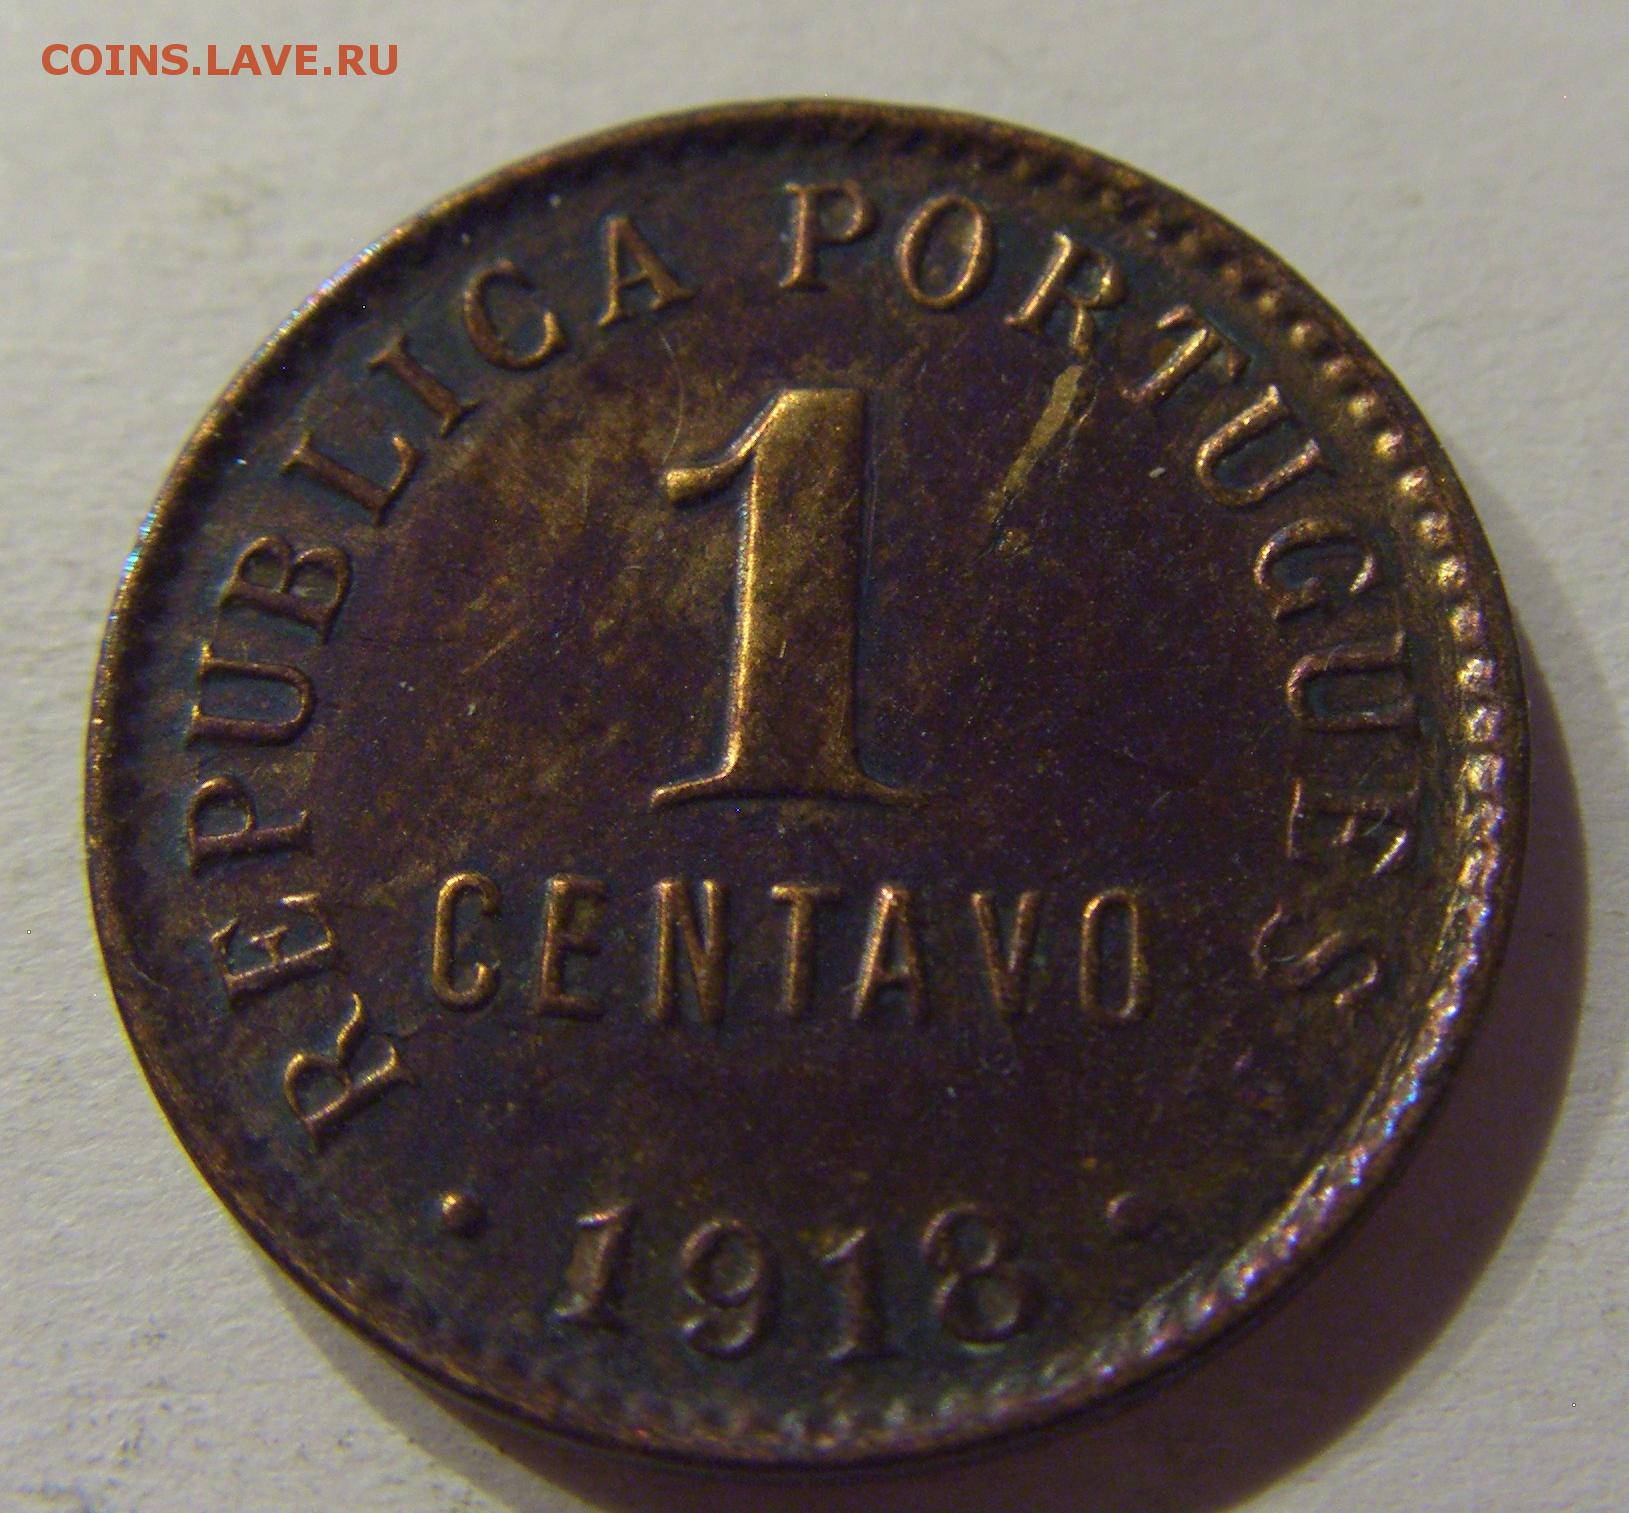 COINS.LAVE.RU
REPUBLICA PORTUGUESA
1
CENTAVO
• 1918 •